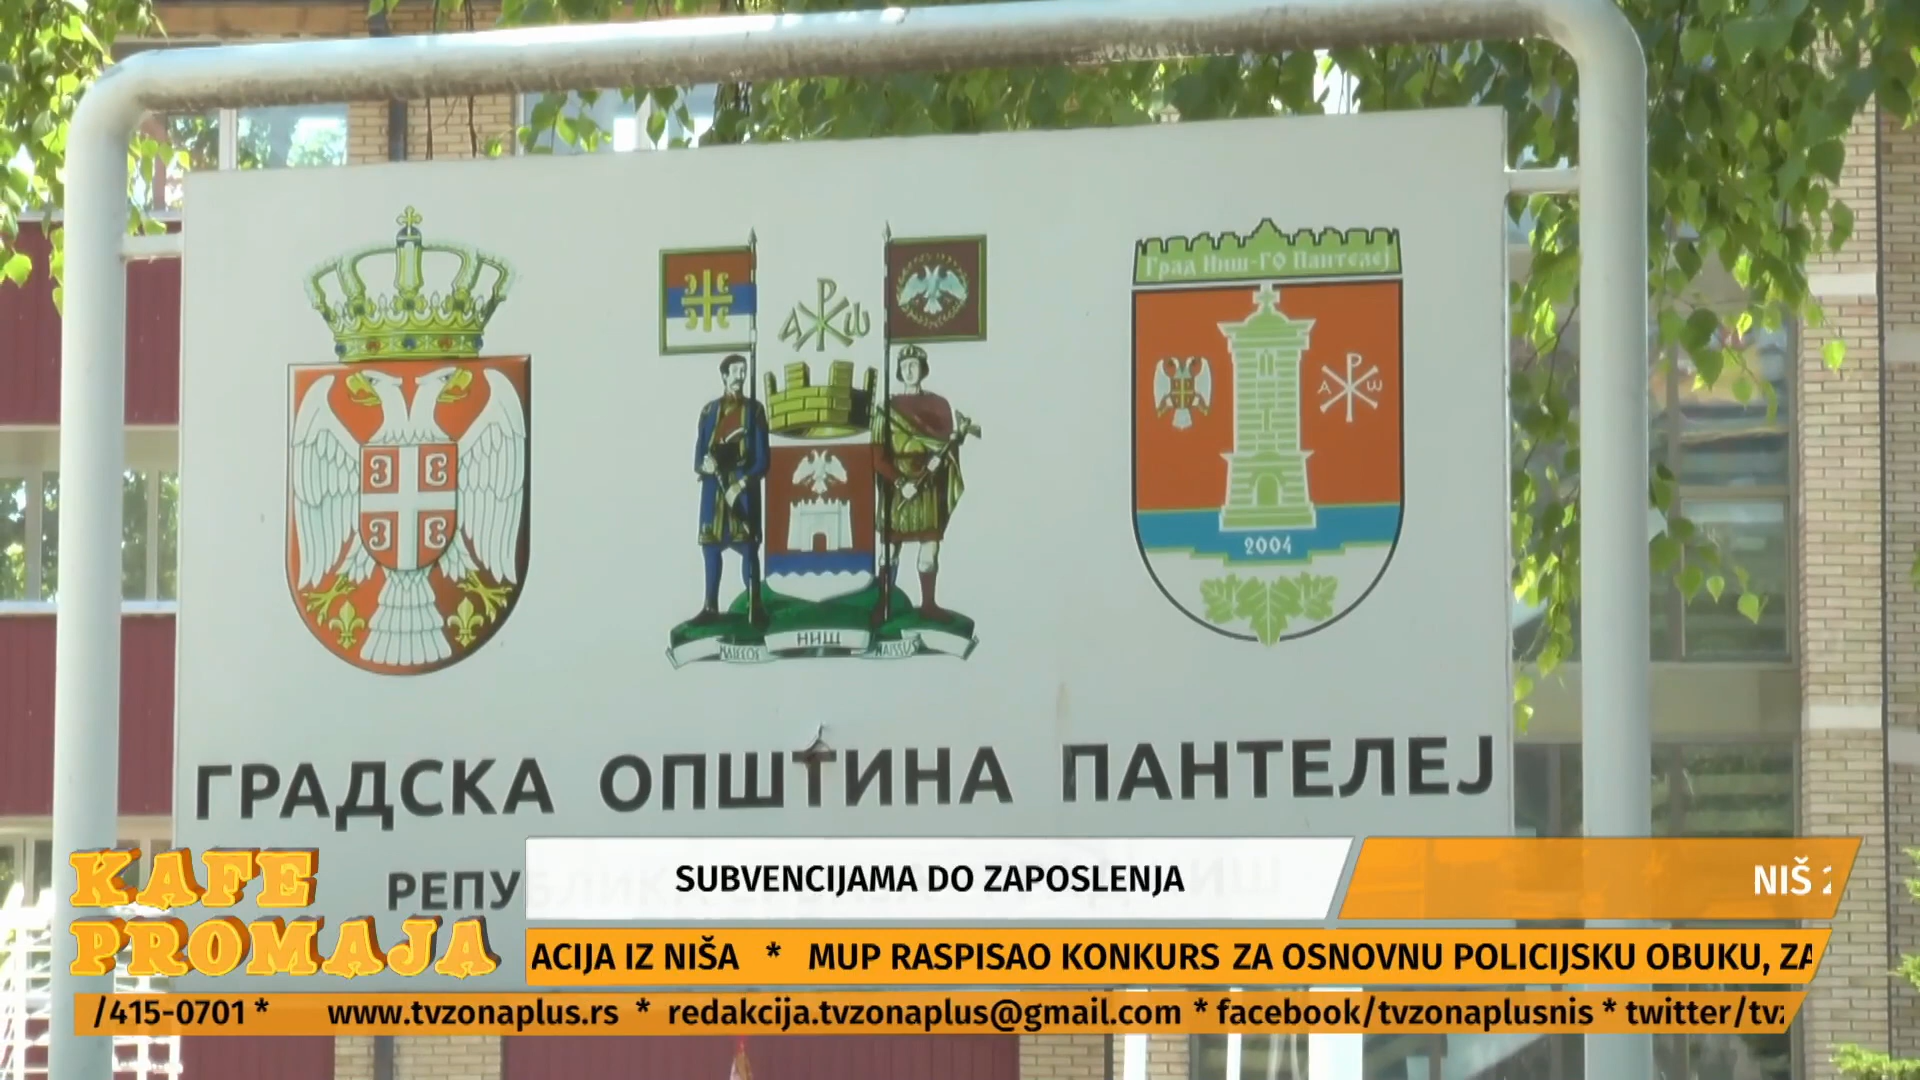 Град Ниш-ГО Пантелеј
2004
НИШ
ГРАДСКА ОПШТИНА ПАНТЕЛЕЈ
РЕПУ
KAFE
PROMAJA
SUBVENCIJAMA DO ZAPOSLENJA
NIŠ
ACIJA IZ NIŠA * MUP RASPISAO KONKURS ZA OSNOVNU POLICIJSKU OBUKU, ZA
/415-0701 * www.tvzonaplus.rs * redakcija.tvzonaplus@gmail.com * facebook/tvzonaplusnis * twitter/tvz